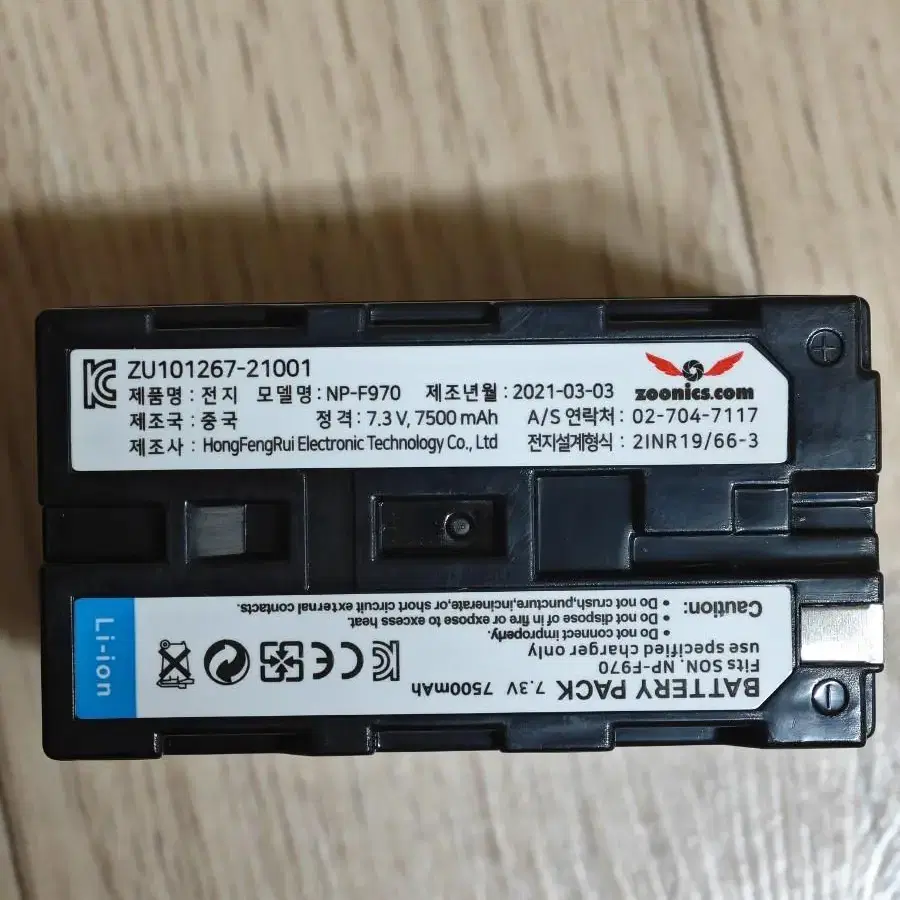 ZU101267-21001
zoonics.com
제품명 : 전지 모델명 : NP-F970 제조년월 : 2021-03-03
제조국 : 중국 정격 : 7.3 V, 7500 mAh A/S 연락처 : 02-704-7117
제조사 : HongFengRui Electronic Technology Co., Ltd 전지설계형식 : 2INR19/66-3
BATTERY PACK 7.3V 7500mAh
Fits SON. NP-F970
use specified charger only
Caution:
• Do not connect improperly.
• Do not dispose of in fire or expose to excess heat.
• Do not crush,puncture,incinerate or short circuit external contacts.
Li-ion